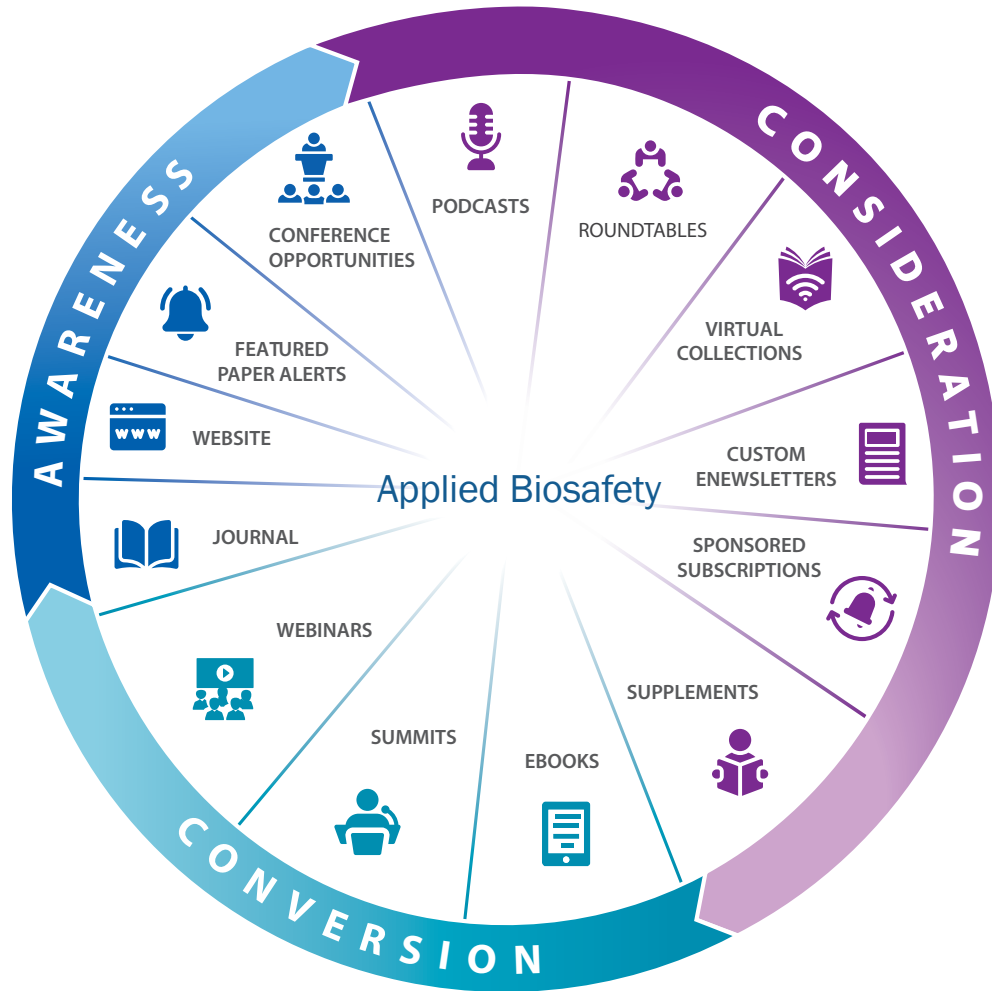 AWARENESS
CONSIDERATION
CONVERSION
Applied Biosafety
CONFERENCE
OPPORTUNITIES
PODCASTS
ROUNDTABLES
VIRTUAL
COLLECTIONS
CUSTOM
ENEWSLETTERS
SPONSORED
SUBSCRIPTIONS
SUPPLEMENTS
EBOOKS
SUMMITS
WEBINARS
JOURNAL
WEBSITE
www
FEATURED
PAPER ALERTS